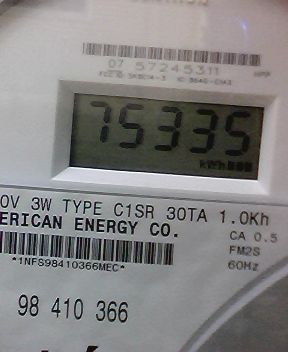 07 57245311
75335
kWh
0V 3W TYPE C1SR 30TA 1.0Kh
ERICAN ENERGY CO.
CA 0.5
FM2S
*1NFS98410366MEC*
60Hz
98 410 366